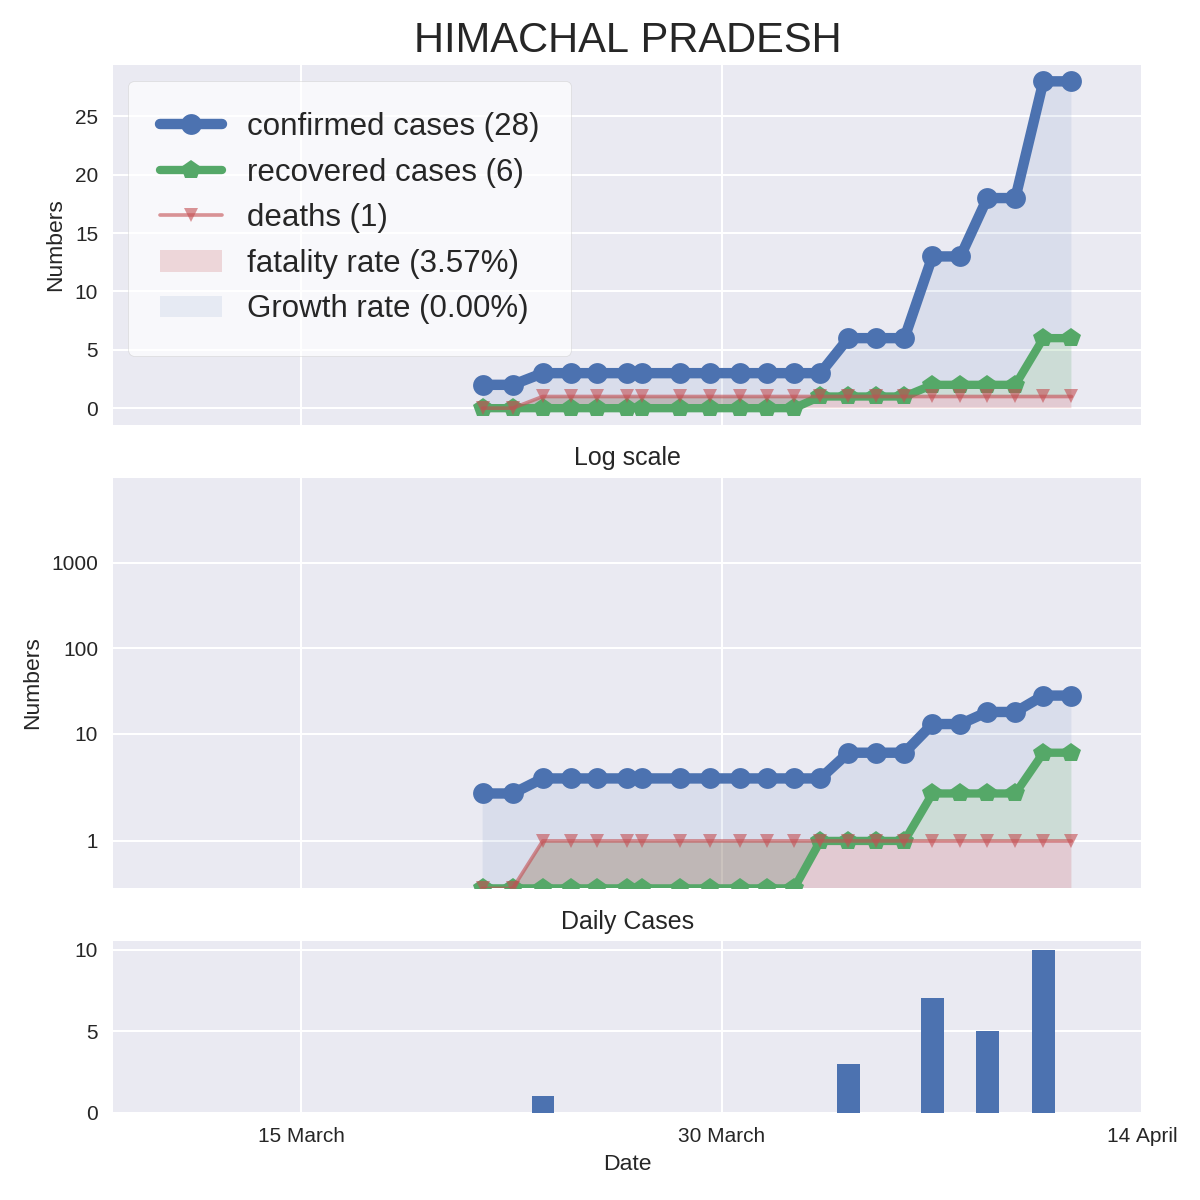 HIMACHAL PRADESH
confirmed cases (28)
recovered cases (6)
deaths (1)
fatality rate (3.57%)
Growth rate (0.00%)
Numbers
25
20
15
10
5
0
Log scale
Numbers
1000
100
10
1
Daily Cases
10
5
0
15 March
30 March
14 April
Date